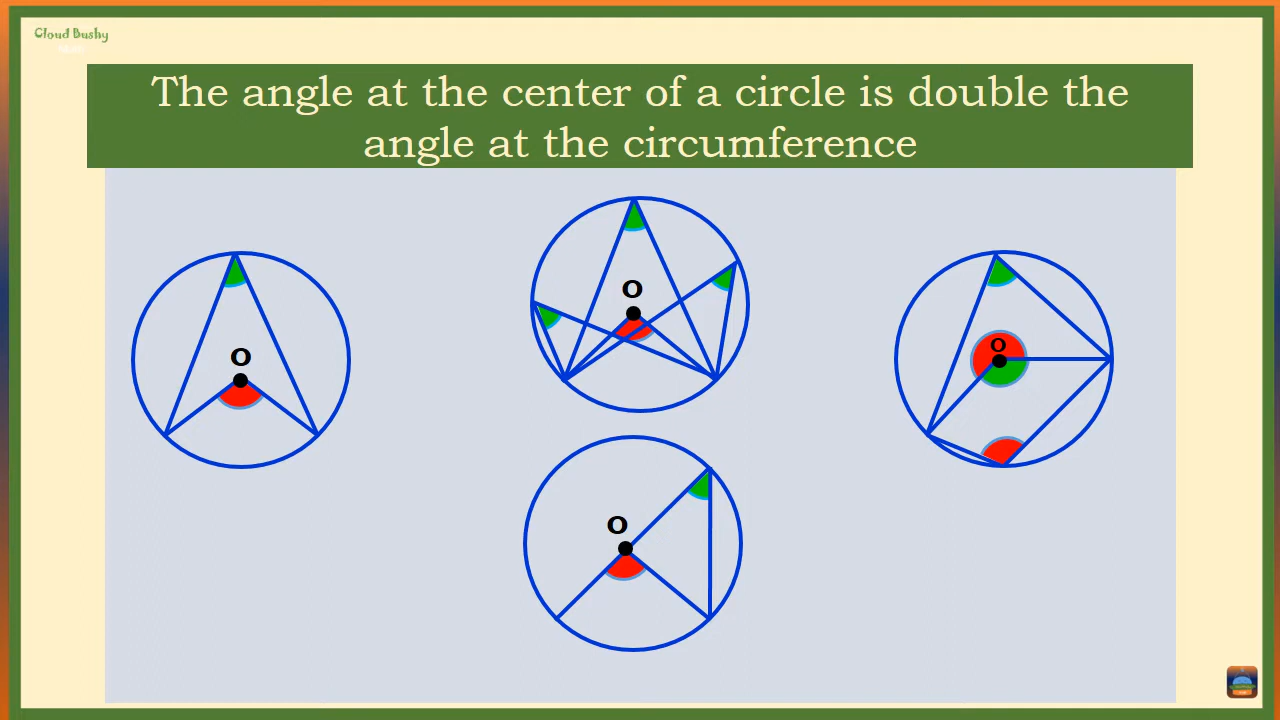 Cloud Bushy
The angle at the center of a circle is double the
angle at the circumference
O
O
O
O